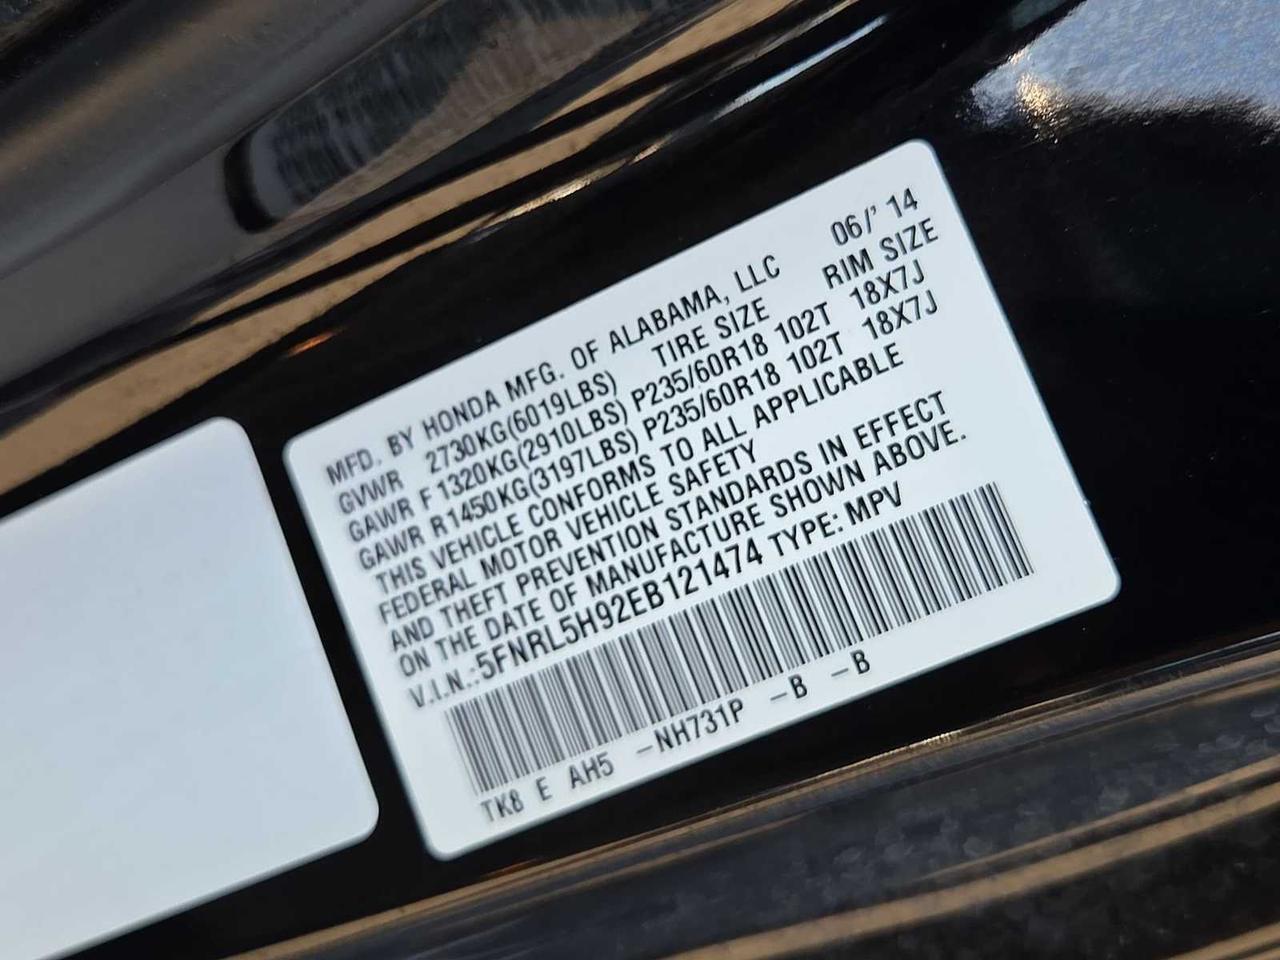 MFD. BY HONDA MFG. OF ALABAMA, LLC 06/' 14
GVWR 2730KG(6019LBS) TIRE SIZE RIM SIZE
GAWR F 1320KG(2910LBS) P235/60R18 102T 18X7J
GAWR R1450KG(3197LBS) P235/60R18 102T 18X7J
THIS VEHICLE CONFORMS TO ALL APPLICABLE
FEDERAL MOTOR VEHICLE SAFETY
AND THEFT PREVENTION STANDARDS IN EFFECT
ON THE DATE OF MANUFACTURE SHOWN ABOVE.
V.I.N.:5FNRL5H92EB121474 TYPE: MPV
TK8 E AH5 -NH731P -B -B